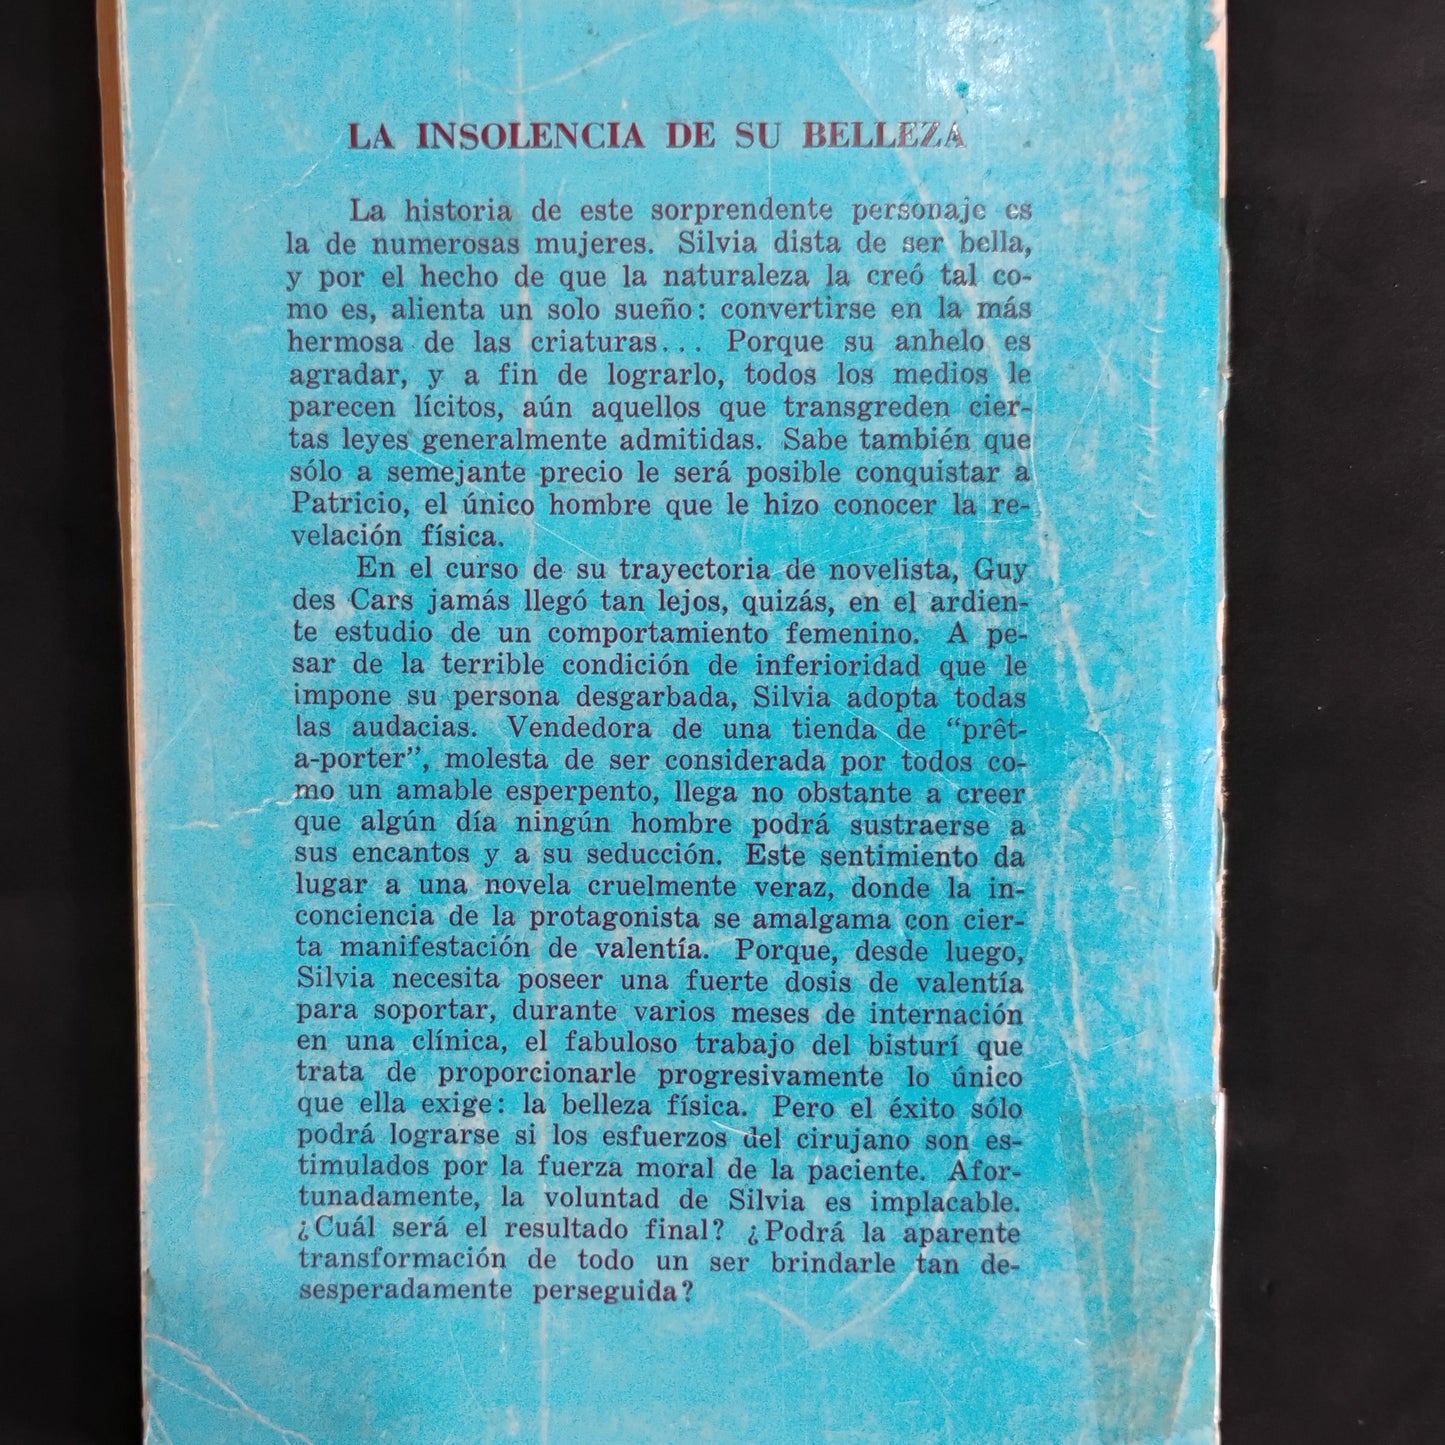 LA INSOLENCIA DE SU BELLEZA
La historia de este sorprendente personaje es
la de numerosas mujeres. Silvia dista de ser bella,
y por el hecho de que la naturaleza la creó tal co-
mo es, alienta un solo sueño: convertirse en la más
hermosa de las criaturas... Porque su anhelo es
agradar, y a fin de lograrlo, todos los medios le
parecen lícitos, aún aquellos que transgreden cier-
tas leyes generalmente admitidas. Sabe también que
sólo a semejante precio le será posible conquistar a
Patricio, el único hombre que le hizo conocer la re-
velación física.
En el curso de su trayectoria de novelista, Guy
des Cars jamás llegó tan lejos, quizás, en el ardien-
te estudio de un comportamiento femenino. A pe-
sar de la terrible condición de inferioridad que le
impone su persona desgarbada, Silvia adopta todas
las audacias. Vendedora de una tienda de “prêt-
a-porter”, molesta de ser considerada por todos co-
mo un amable esperpento, llega no obstante a creer
que algún día ningún hombre podrá sustraerse a
sus encantos y a su seducción. Este sentimiento da
lugar a una novela cruelmente veraz, donde la in-
conciencia de la protagonista se amalgama con cier-
ta manifestación de valentía. Porque, desde luego,
Silvia necesita poseer una fuerte dosis de valentía
para soportar, durante varios meses de internación
en una clínica, el fabuloso trabajo del bisturí que
trata de proporcionarle progresivamente lo único
que ella exige: la belleza física. Pero el éxito sólo
podrá lograrse si los esfuerzos del cirujano son es-
timulados por la fuerza moral de la paciente. Afor-
tunadamente, la voluntad de Silvia es implacable.
¿Cuál será el resultado final? ¿Podrá la aparente
transformación de todo un ser brindarle tan de-
sesperadamente perseguida?